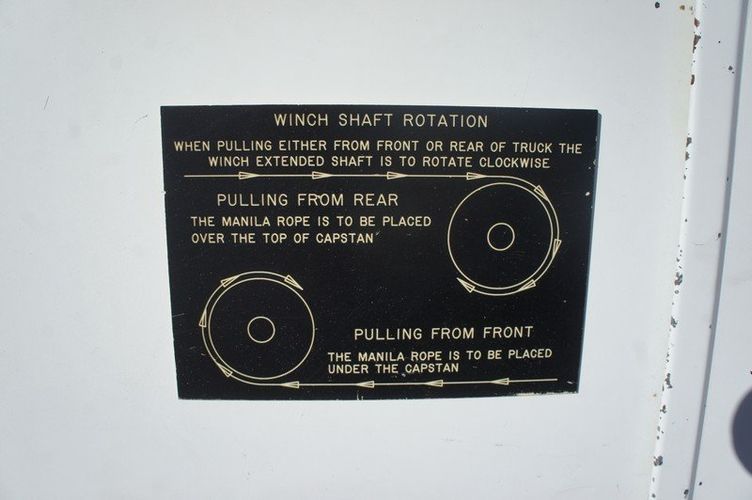 WINCH SHAFT ROTATION
WHEN PULLING EITHER FROM FRONT OR REAR OF TRUCK THE
WINCH EXTENDED SHAFT IS TO ROTATE CLOCKWISE
PULLING FROM REAR
THE MANILA ROPE IS TO BE PLACED
OVER THE TOP OF CAPSTAN
PULLING FROM FRONT
THE MANILA ROPE IS TO BE PLACED
UNDER THE CAPSTAN